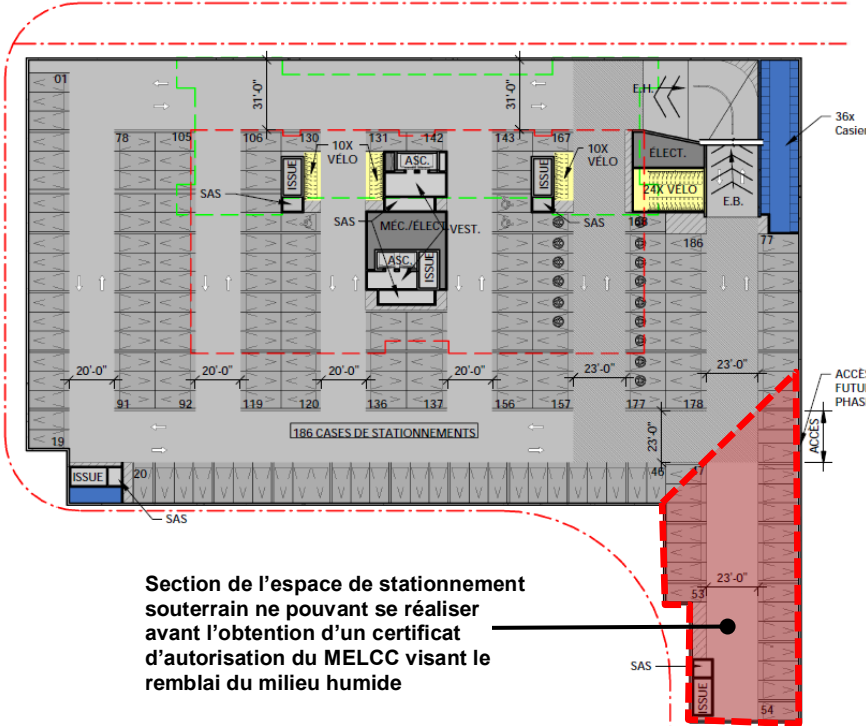 01
31'-0"
31'-0"
E.H.
36x
Casier
78
105
106
130
131
142
143
167
10X
VÉLO
10X
VÉLO
ÉLECT.
ISSUE
ASC.
ISSUE
24X VÉLO
E.B.
SAS
SAS
MÉC./ÉLECT.
VEST.
SAS
168
186
77
ASC.
ISSUE
20'-0"
20'-0"
20'-0"
20'-0"
23'-0"
23'-0"
ACCÈS
FUTUR
PHASE
91
92
119
120
136
137
156
157
177
178
19
186 CASES DE STATIONNEMENTS
23'-0"
ACCÈS
ISSUE
20
46
47
SAS
23'-0"
53
Section de l'espace de stationnement
souterrain ne pouvant se réaliser
avant l'obtention d'un certificat
d'autorisation du MELCC visant le
remblai du milieu humide
SAS
ISSUE
54